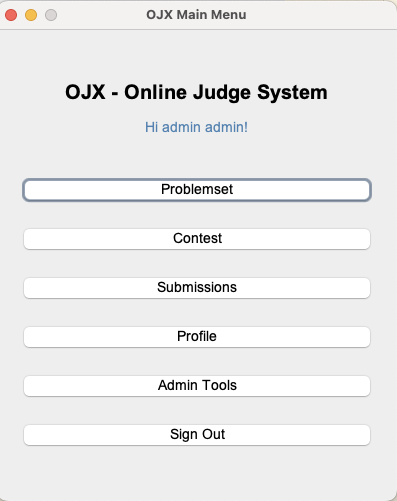 OJX Main Menu
OJX - Online Judge System
Hi admin admin!
Problemset
Contest
Submissions
Profile
Admin Tools
Sign Out